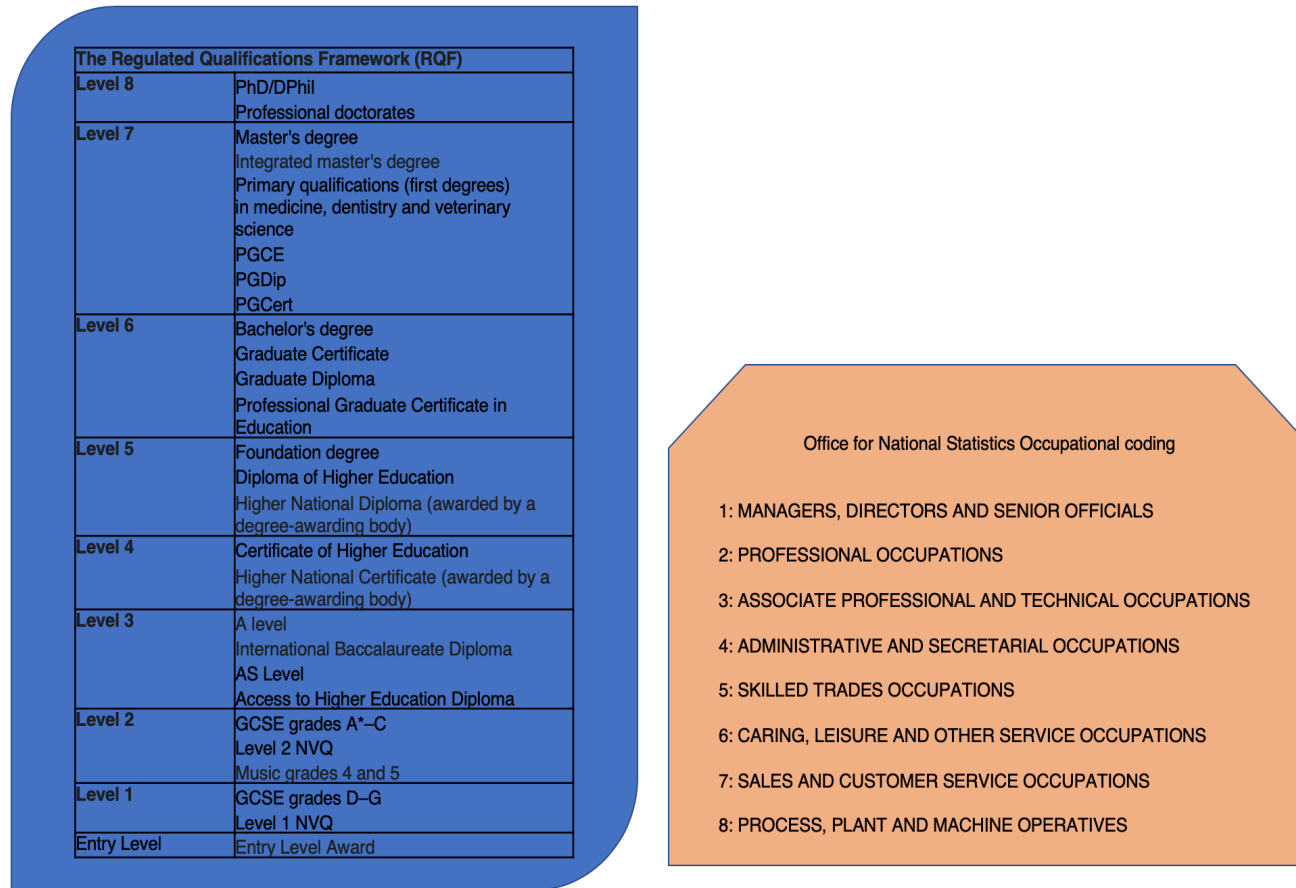 The Regulated Qualifications Framework (RQF)
Level 8
PhD/DPhil
Professional doctorates
Level 7
Master's degree
Integrated master's degree
Primary qualifications (first degrees)
in medicine, dentistry and veterinary
science
PGCE
PGDip
PGCert
Level 6
Bachelor's degree
Graduate Certificate
Graduate Diploma
Professional Graduate Certificate in
Education
Level 5
Foundation degree
Diploma of Higher Education
Higher National Diploma (awarded by a
degree-awarding body)
Level 4
Certificate of Higher Education
Higher National Certificate (awarded by a
degree-awarding body)
Level 3
A level
International Baccalaureate Diploma
AS Level
Access to Higher Education Diploma
Level 2
GCSE grades A*–C
Level 2 NVQ
Music grades 4 and 5
Level 1
GCSE grades D–G
Level 1 NVQ
Entry Level
Entry Level Award
Office for National Statistics Occupational coding
1: MANAGERS, DIRECTORS AND SENIOR OFFICIALS
2: PROFESSIONAL OCCUPATIONS
3: ASSOCIATE PROFESSIONAL AND TECHNICAL OCCUPATIONS
4: ADMINISTRATIVE AND SECRETARIAL OCCUPATIONS
5: SKILLED TRADES OCCUPATIONS
6: CARING, LEISURE AND OTHER SERVICE OCCUPATIONS
7: SALES AND CUSTOMER SERVICE OCCUPATIONS
8: PROCESS, PLANT AND MACHINE OPERATIVES